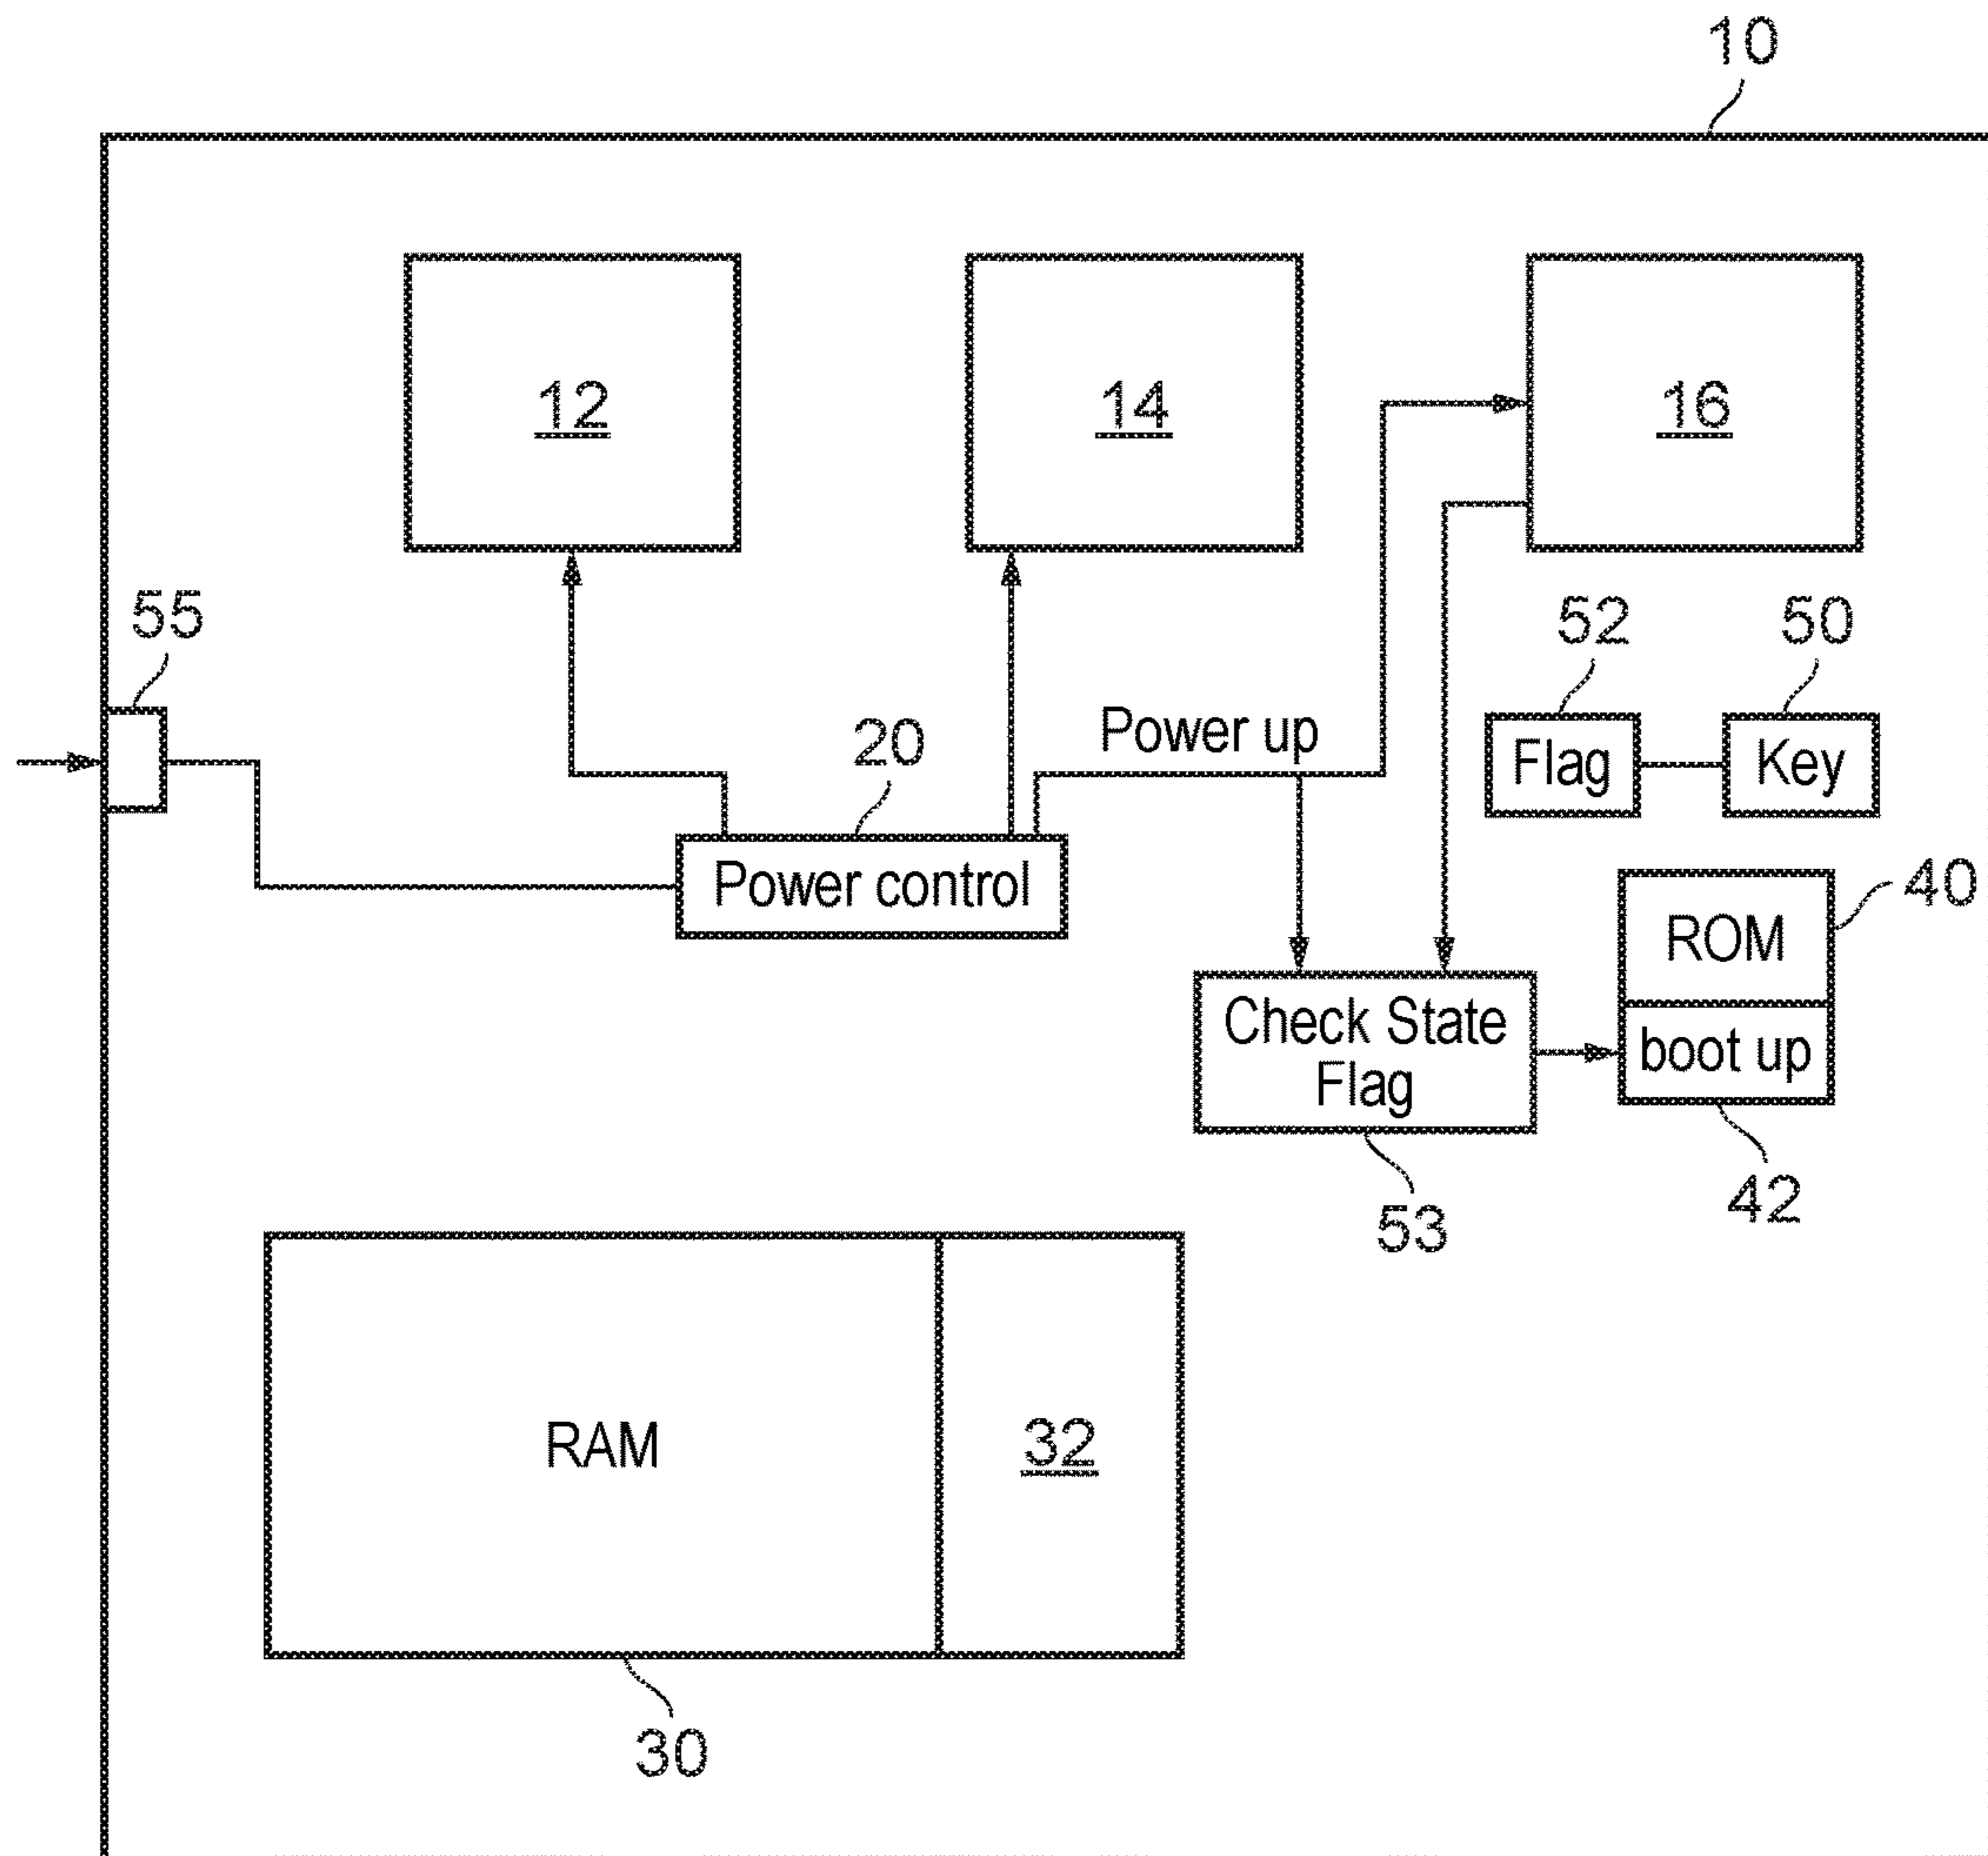 10
12
14
16
55
52
50
20
Power up
Flag
Key
Power control
40
ROM
Check State
Flag
boot up
42
53
RAM
32
30